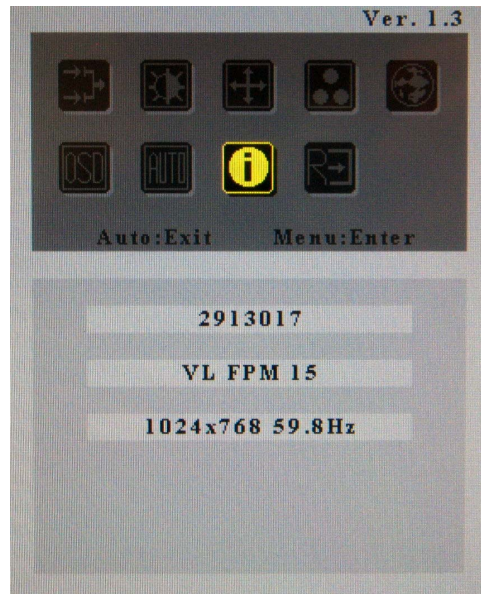 Ver. 1.3
OSD AUTO i R
Auto:Exit Menu:Enter
2913017
VL FPM 15
1024x768 59.8Hz